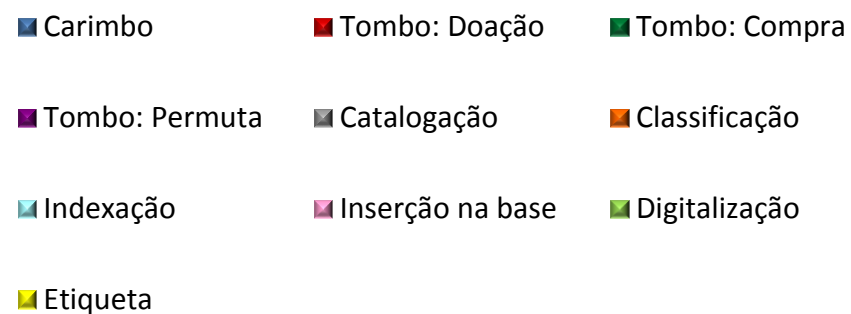 Carimbo Tombo: Doação Tombo: Compra
Tombo: Permuta Catalogação Classificação
Indexação Inserção na base Digitalização
Etiqueta